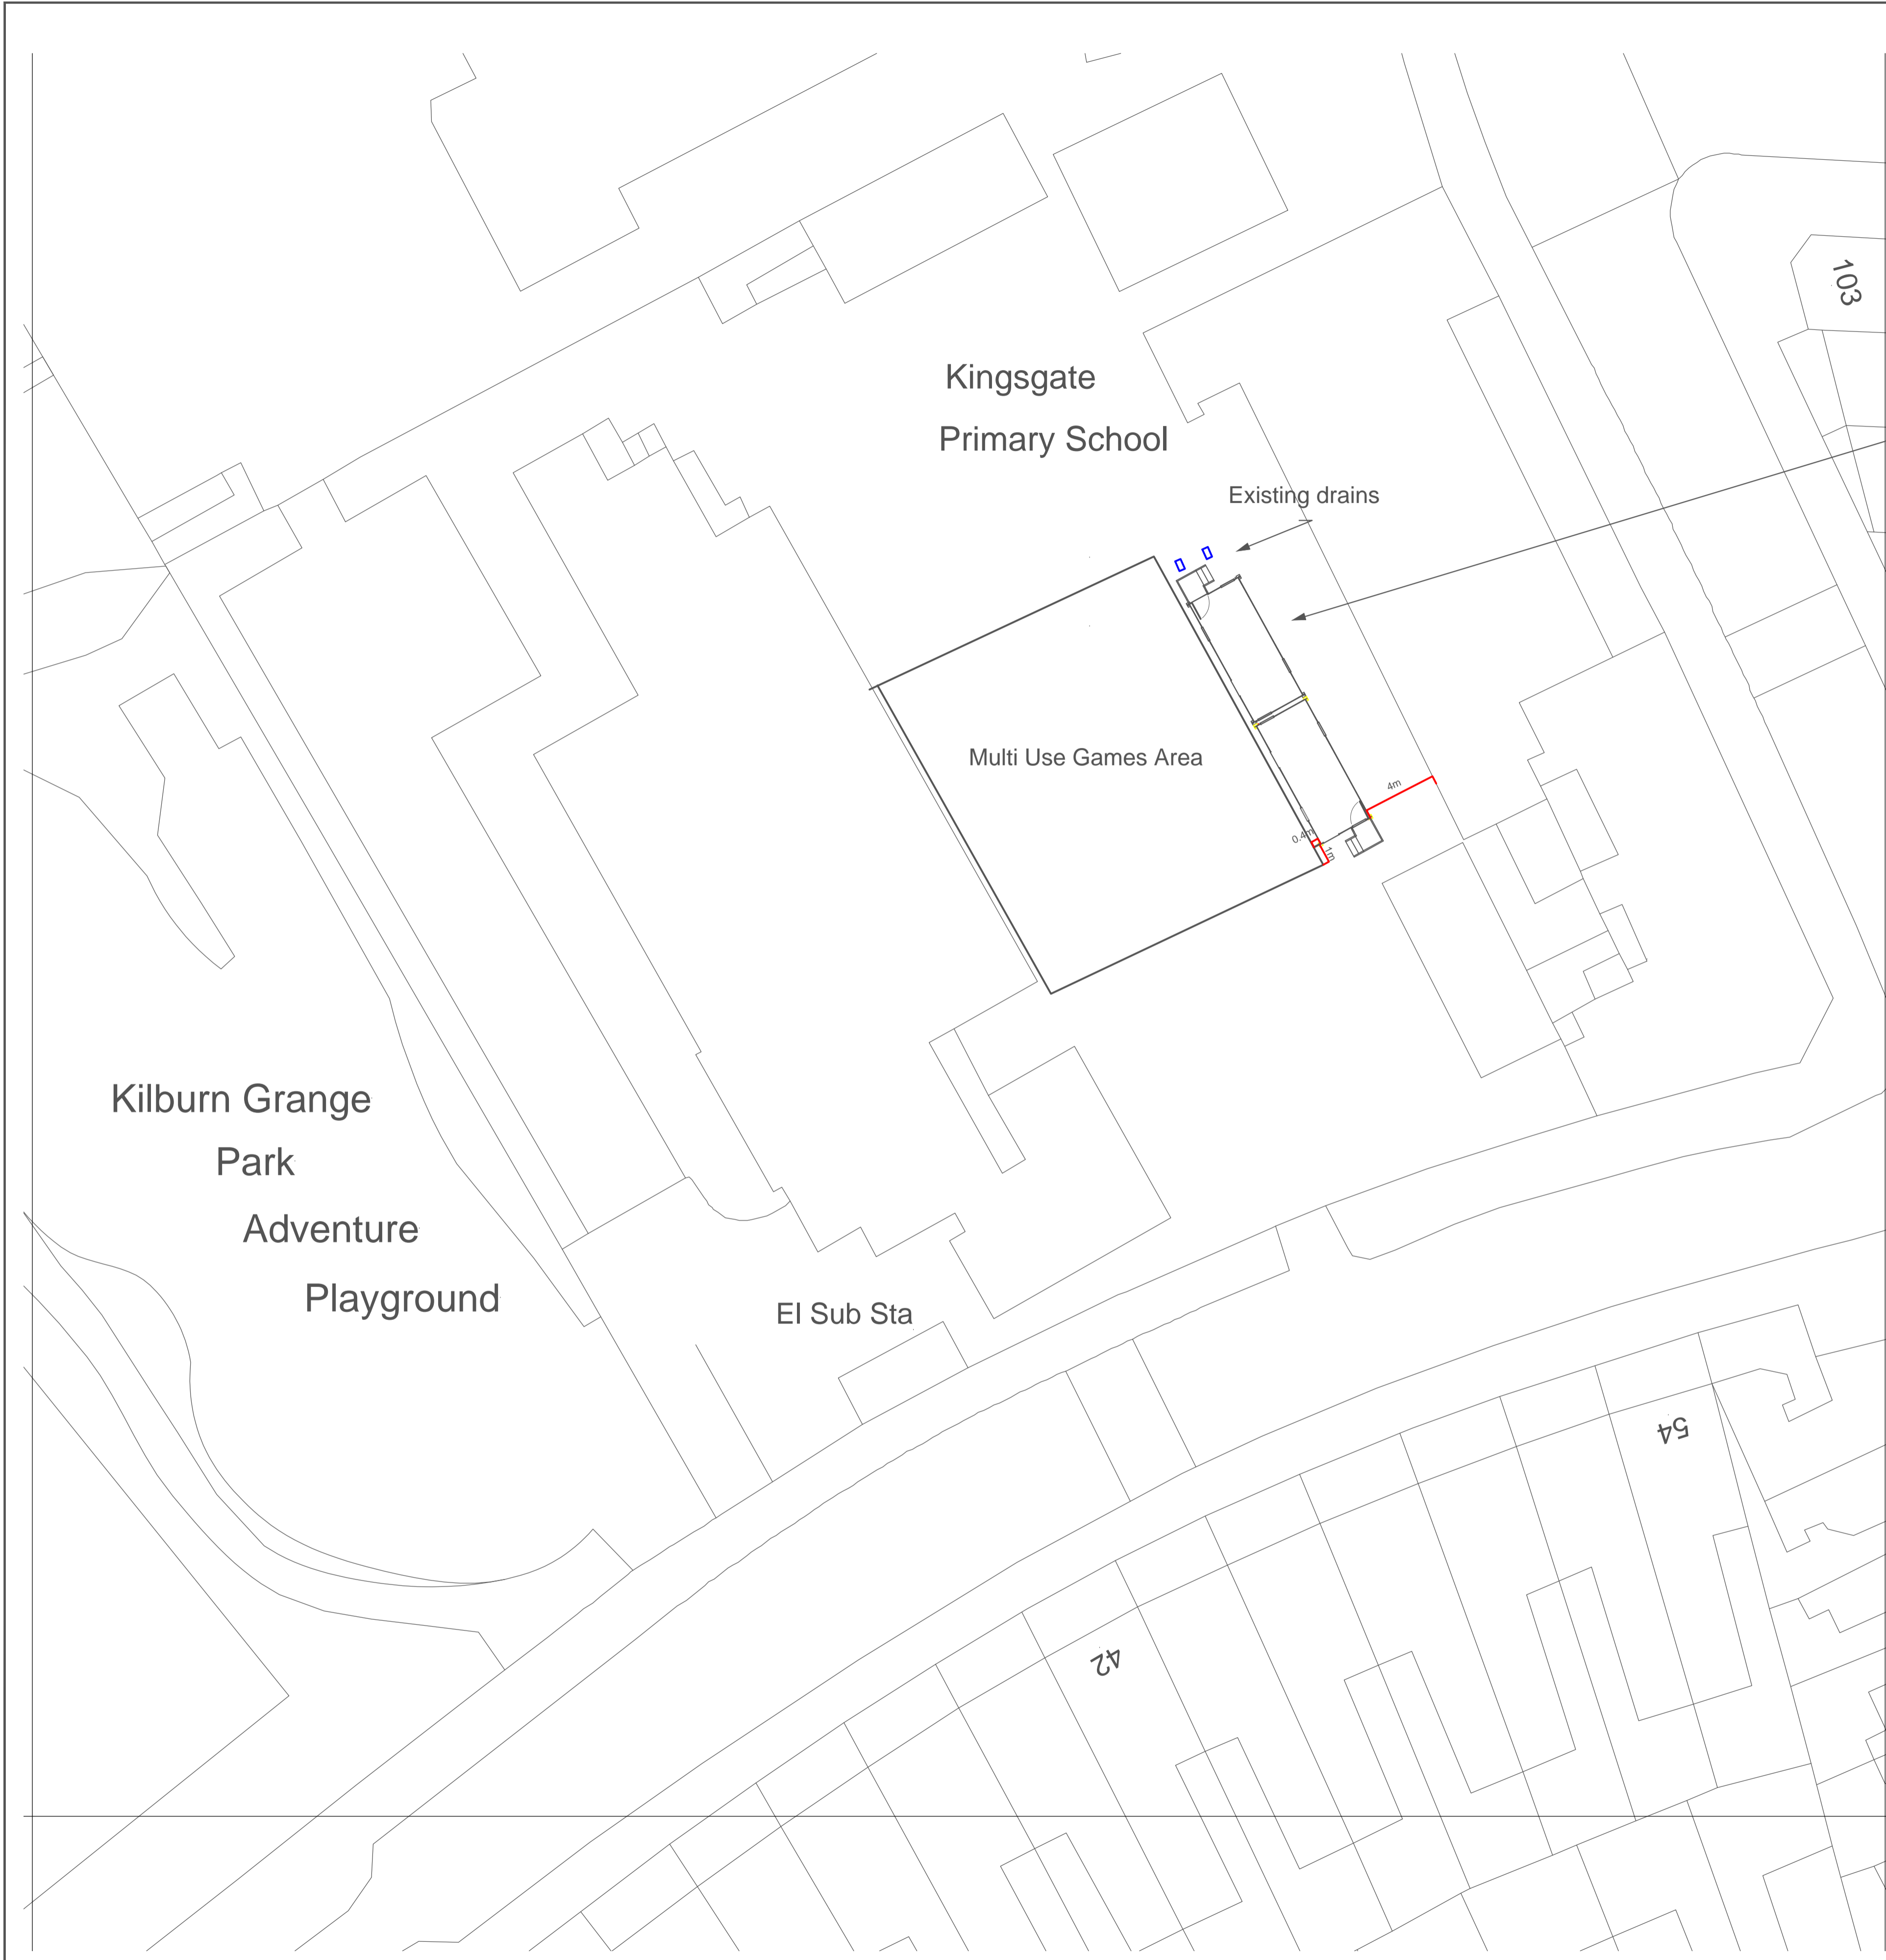 103
Kingsgate
Primary School
Existing drains
Multi Use Games Area
4m
0.4m
1m
Kilburn Grange
Park
Adventure
Playground
El Sub Sta
54
42